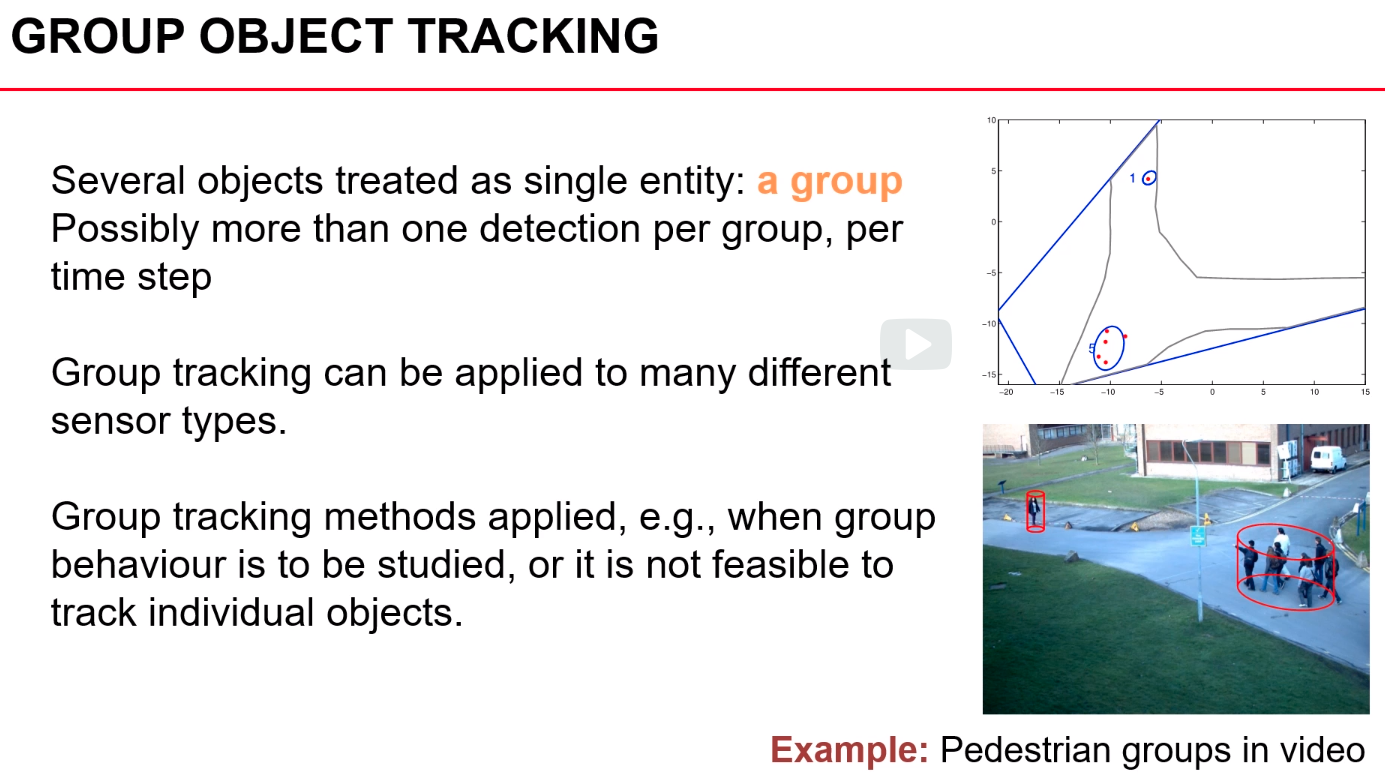 GROUP OBJECT TRACKING
Several objects treated as single entity: a group
Possibly more than one detection per group, per
time step
Group tracking can be applied to many different
sensor types.
Group tracking methods applied, e.g., when group
behaviour is to be studied, or it is not feasible to
track individual objects.
10
5
0
−5
−10
−15
−20 −15 −10 −5 0 5 10 15
1
5
Example: Pedestrian groups in video